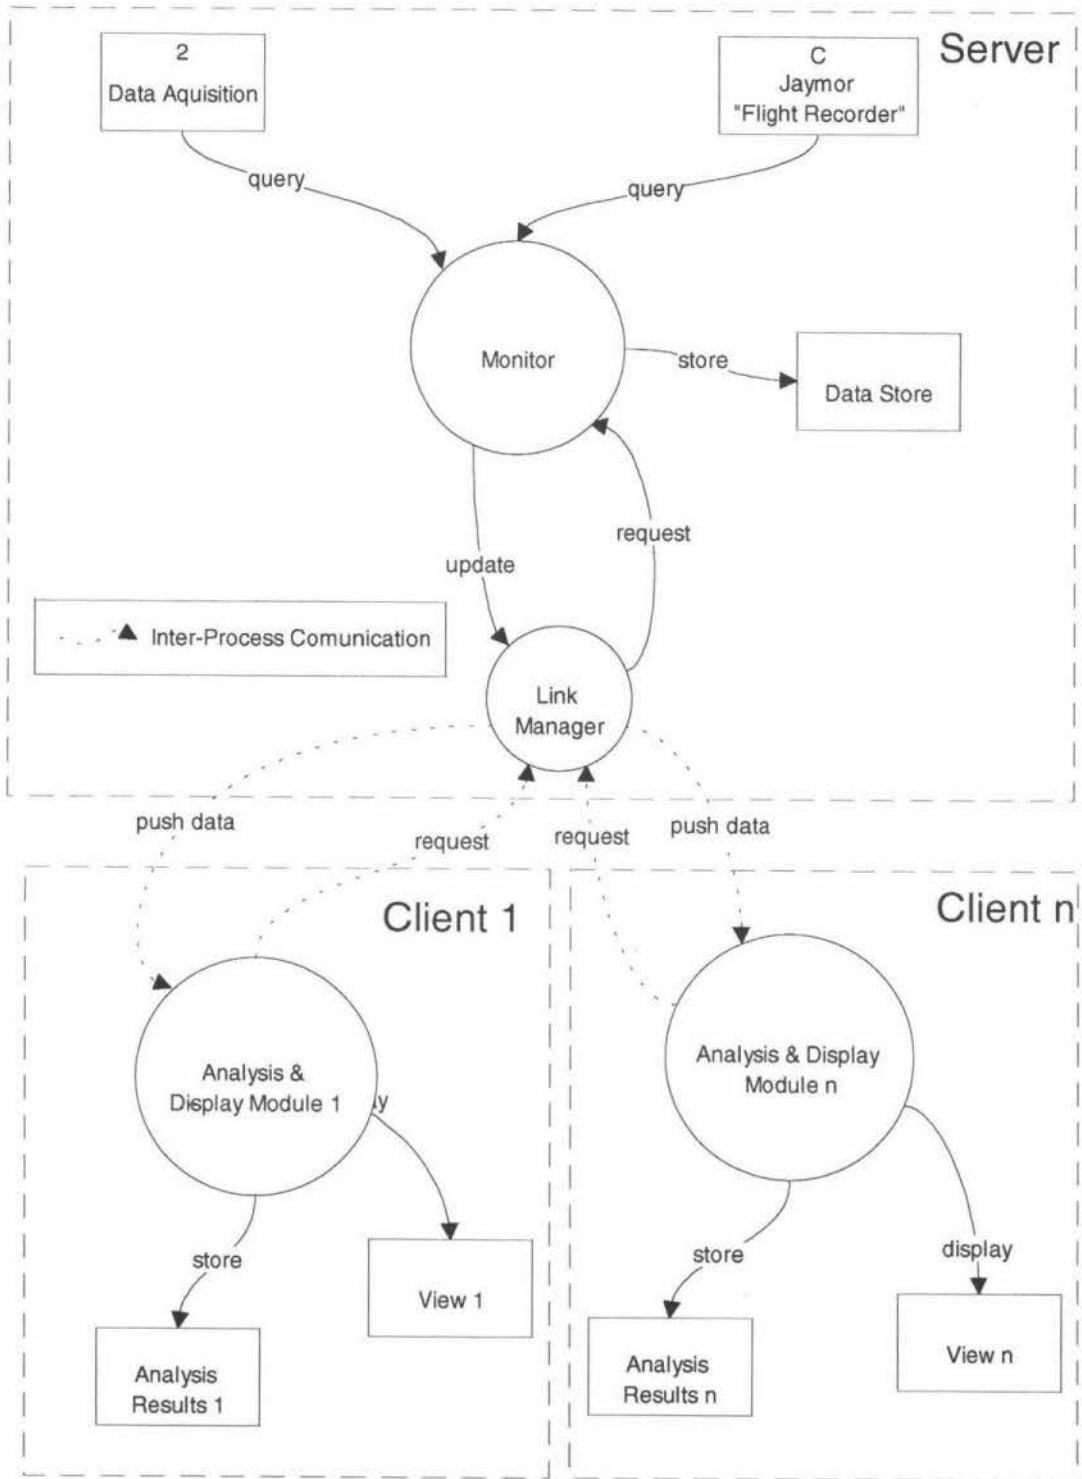 Server
2
Data Aquisition
C
Jaymor
"Flight Recorder"
query
query
Monitor
store
Data Store
request
update
Inter-Process Comunication
Link
Manager
push data
request
request
push data
Client 1
Client n
Analysis &
Display Module 1
Analysis & Display
Module n
store
View 1
Analysis
Results 1
store
display
View n
Analysis
Results n